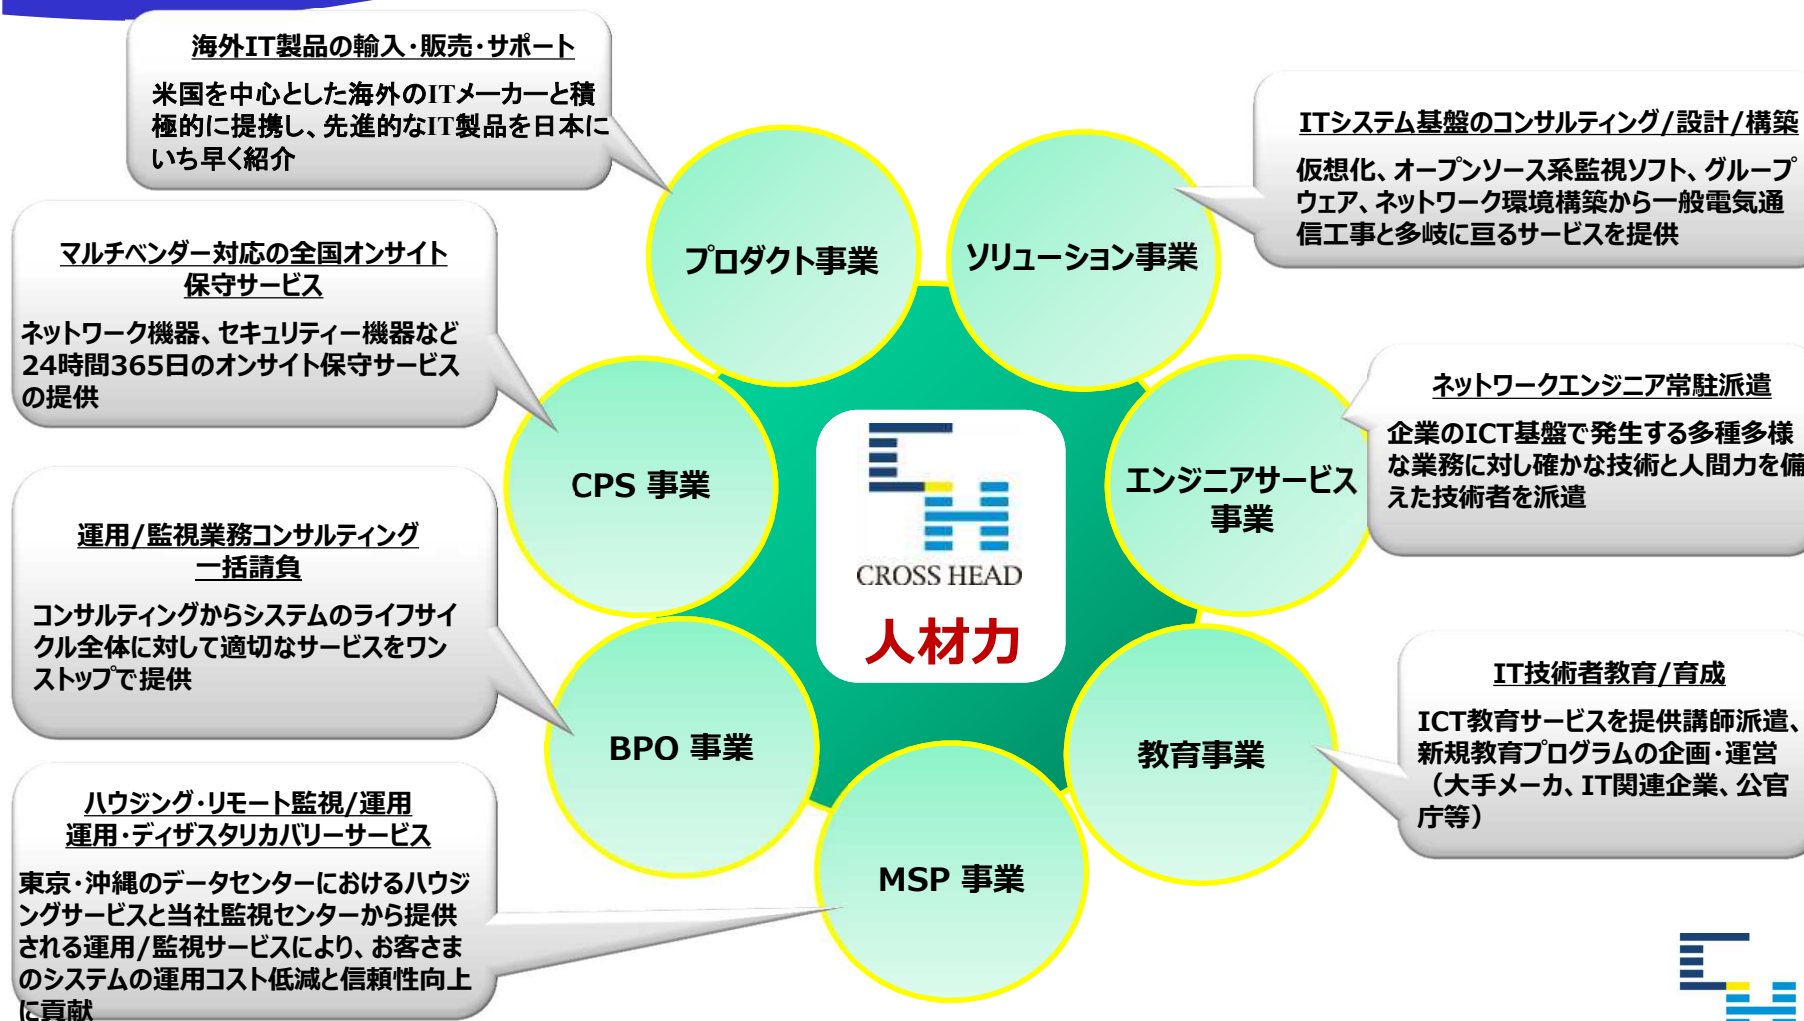 海外IT製品の輸入・販売・サポート
米国を中心とした海外のITメーカーと積
極的に提携し、先進的なIT製品を日本に
いち早く紹介
ITシステム基盤のコンサルティング/設計/構築
仮想化、オープンソース系監視ソフト、グループ
ウェア、ネットワーク環境構築から一般電気通
信工事と多岐に亘るサービスを提供
プロダクト事業
ソリューション事業
マルチベンダー対応の全国オンサイト
保守サービス
ネットワーク機器、セキュリティー機器など
24時間365日のオンサイト保守サービス
の提供
ネットワークエンジニア常駐派遣
企業のICT基盤で発生する多種多様
な業務に対し確かな技術と人間力を備
えた技術者を派遣
CPS 事業
エンジニアサービス
事業
CROSS HEAD
人材力
運用/監視業務コンサルティング
一括請負
コンサルティングからシステムのライフサイ
クル全体に対して適切なサービスをワン
ストップで提供
IT技術者教育/育成
ICT教育サービスを提供講師派遣、
新規教育プログラムの企画・運営
（大手メーカ、IT関連企業、公官
庁等）
BPO 事業
教育事業
MSP 事業
ハウジング・リモート監視/運用
運用・ディザスタリカバリーサービス
東京・沖縄のデータセンターにおけるハウジ
ングサービスと当社監視センターから提供
される運用/監視サービスにより、お客さま
のシステムの運用コスト低減と信頼性向上
に貢献